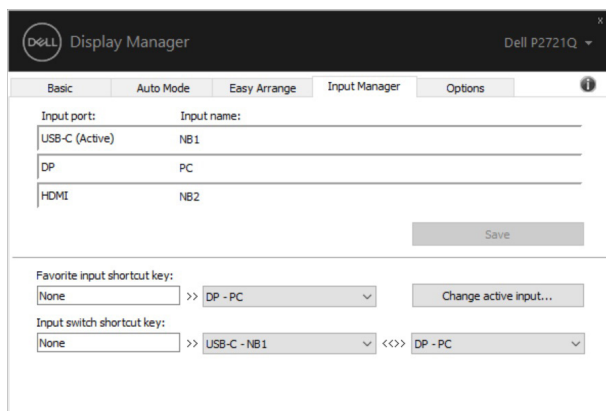 DELL Display Manager
x
Dell P2721Q
Basic Auto Mode Easy Arrange Input Manager Options i
Input port: Input name:
USB-C (Active) NB1
DP PC
HDMI NB2
Save
Favorite input shortcut key:
None >> DP - PC Change active input...
Input switch shortcut key:
None >> USB-C - NB1 <<>> DP - PC